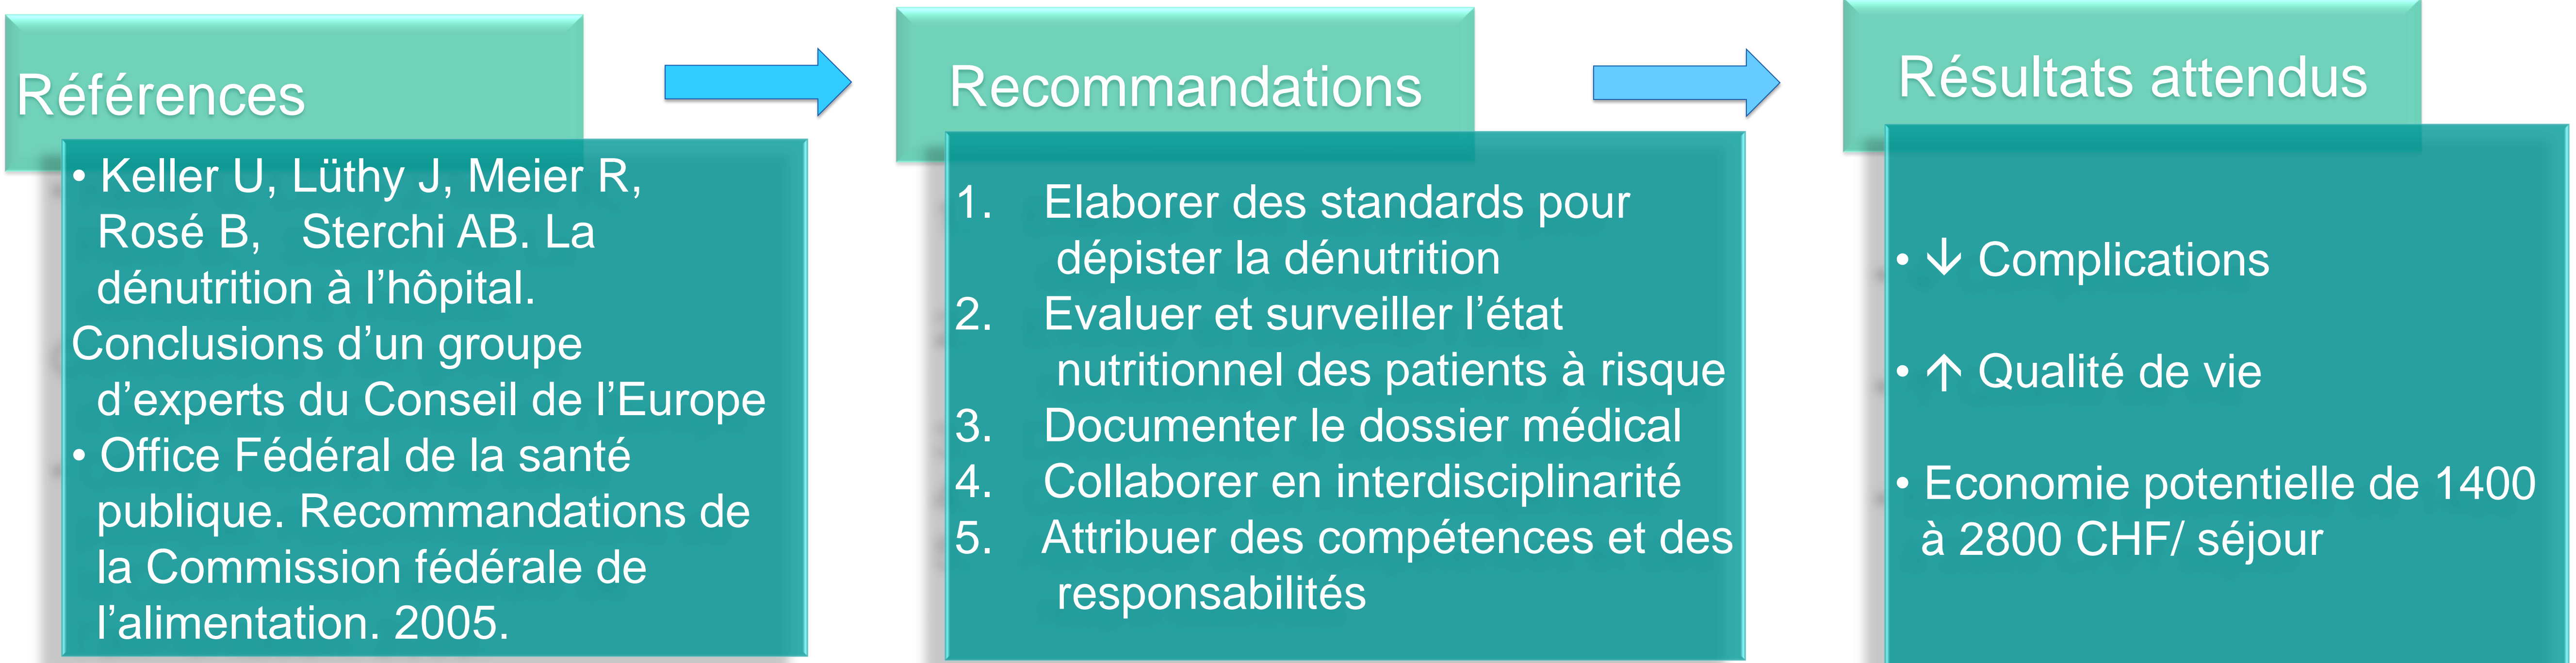 Références
• Keller U, Lüthy J, Meier R,
Rosé B, Sterchi AB. La
dénutrition à l’hôpital.
Conclusions d’un groupe
d’experts du Conseil de l’Europe
• Office Fédéral de la santé
publique. Recommandations de
la Commission fédérale de
l’alimentation. 2005.
Recommandations
1. Elaborer des standards pour
dépister la dénutrition
2. Evaluer et surveiller l’état
nutritionnel des patients à risque
3. Documenter le dossier médical
4. Collaborer en interdisciplinarité
5. Attribuer des compétences et des
responsabilités
Résultats attendus
• ↓ Complications
• ↑ Qualité de vie
• Economie potentielle de 1400
à 2800 CHF/ séjour